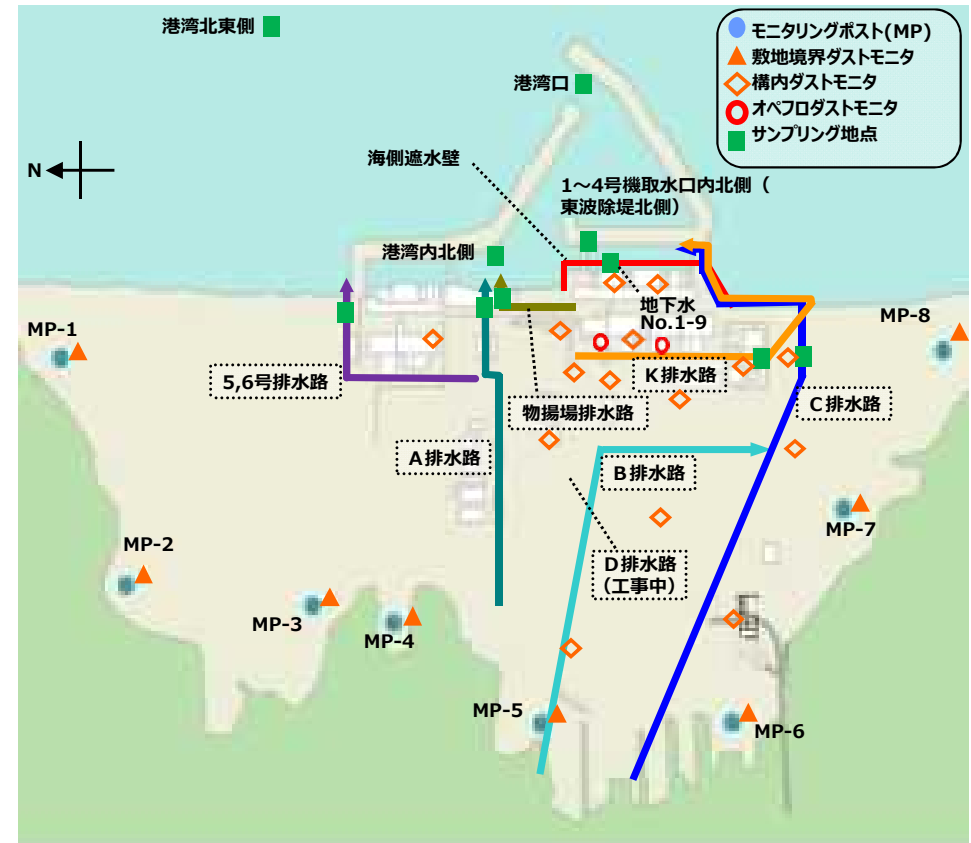 港湾北東側
モニタリングポスト(MP)
敷地境界ダストモニタ
構内ダストモニタ
オペフロダストモニタ
サンプリング地点
港湾口
N
海側遮水壁
1～4号機取水口内北側（
東波除堤北側）
港湾内北側
地下水
No.1-9
MP-1
MP-8
5,6号排水路
物揚場排水路
K排水路
C排水路
A排水路
B排水路
MP-7
MP-2
D排水路
（工事中）
MP-3
MP-4
MP-5
MP-6